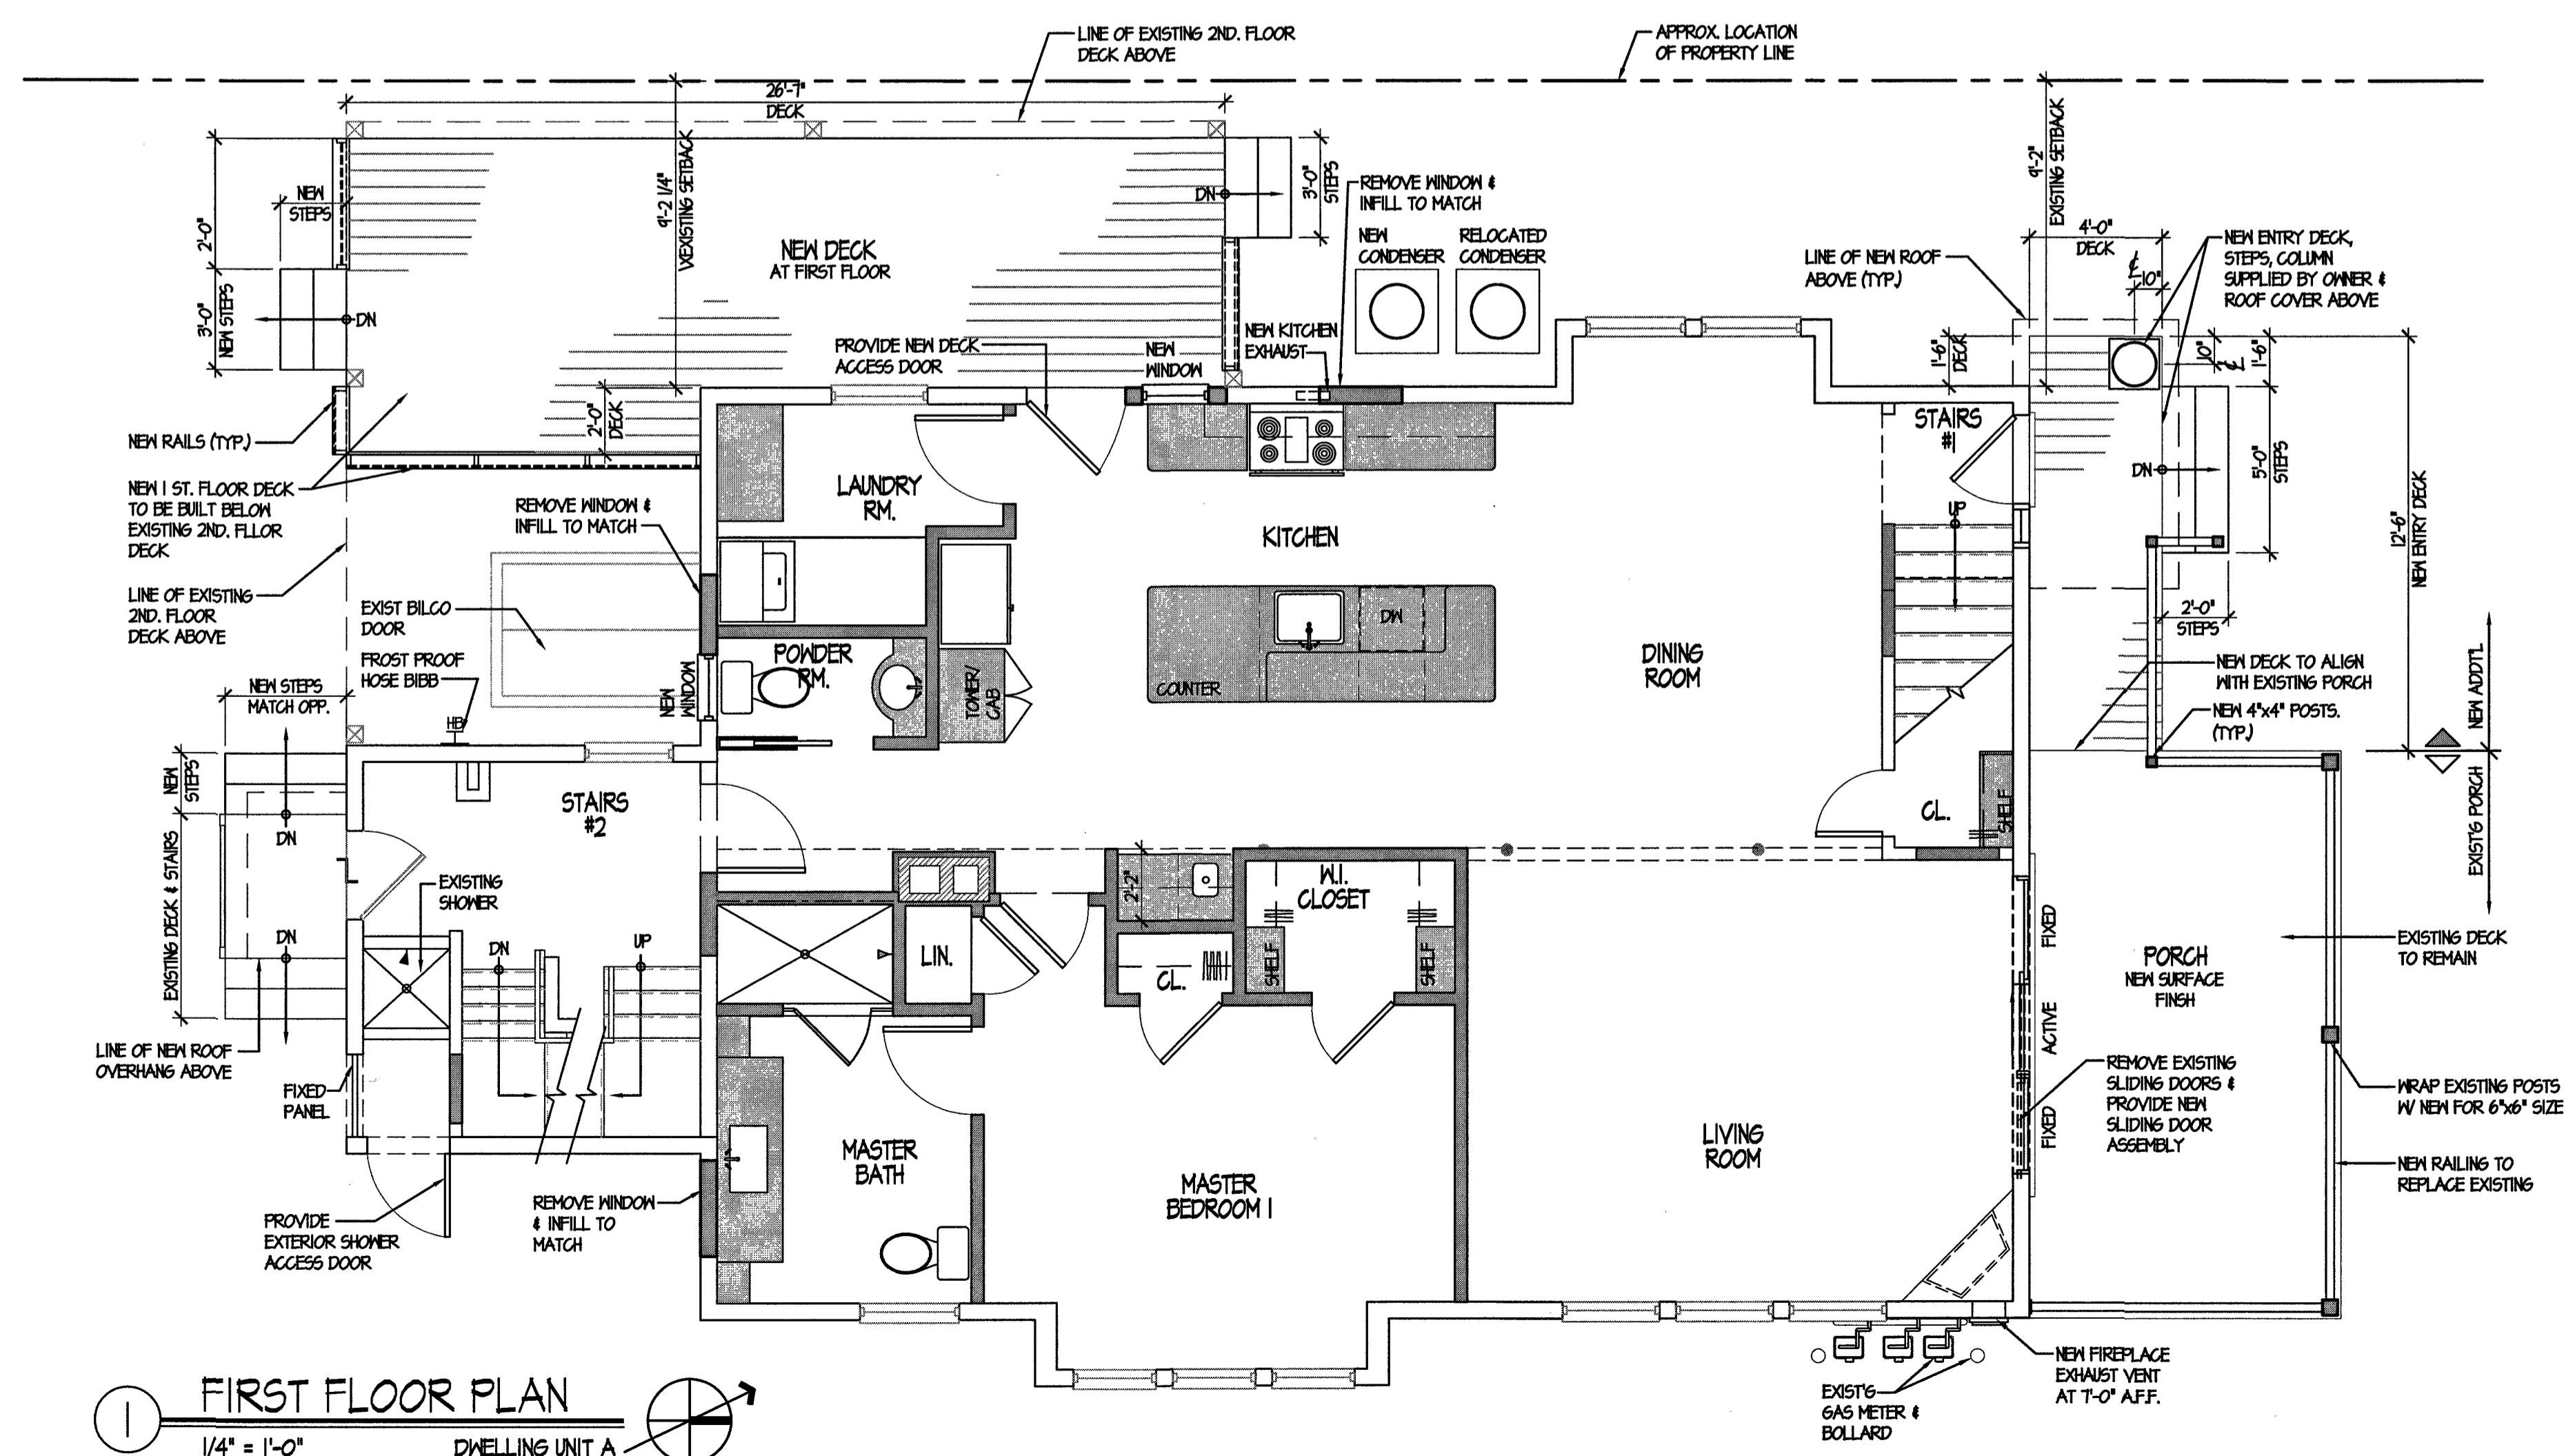 LINE OF EXISTING 2ND. FLOOR
DECK ABOVE
APPROX. LOCATION
OF PROPERTY LINE
26'-7"
DECK
9'-2 1/4"
EXISTING SETBACK
9'-2"
EXISTING SETBACK
NEW
STEPS
2'-0"
3'-0"
NEW STEPS
DN
NEW DECK
AT FIRST FLOOR
DN
3'-0"
STEPS
REMOVE WINDOW &
INFILL TO MATCH
NEW
CONDENSER
RELOCATED
CONDENSER
NEW KITCHEN
EXHAUST
PROVIDE NEW DECK
ACCESS DOOR
NEW
WINDOW
2'-0"
DECK
LINE OF NEW ROOF
ABOVE (TYP.)
4'-0"
DECK
10"
NEW ENTRY DECK,
STEPS, COLUMN
SUPPLIED BY OWNER &
ROOF COVER ABOVE
1'-6"
DECK
10"
1'-6"
5'-0"
STEPS
12'-6"
NEW ENTRY DECK
DN
2'-0"
STEPS
NEW RAILS (TYP.)
NEW 1 ST. FLOOR DECK
TO BE BUILT BELOW
EXISTING 2ND. FLLOR
DECK
LINE OF EXISTING
2ND. FLOOR
DECK ABOVE
REMOVE WINDOW &
INFILL TO MATCH
EXIST BILCO
DOOR
FROST PROOF
HOSE BIBB
HB
NEW
WINDOW
LAUNDRY
RM.
POWDER
RM.
TOWER/
CAB
KITCHEN
COUNTER
DW
DINING
ROOM
STAIRS
#1
UP
CL.
SHELF
NEW DECK TO ALIGN
WITH EXISTING PORCH
NEW 4"x4" POSTS.
(TYP.)
NEW ADDT'L
EXIST'G PORCH
NEW STEPS
MATCH OPP.
NEW
STEPS
EXISTING DECK & STAIRS
DN
DN
STAIRS
#2
EXISTING
SHOWER
DN
UP
LINE OF NEW ROOF
OVERHANG ABOVE
FIXED
PANEL
PROVIDE
EXTERIOR SHOWER
ACCESS DOOR
REMOVE WINDOW
& INFILL TO
MATCH
LIN.
2'-2"
CL.
W.I.
CLOSET
SHELF
SHELF
MASTER
BATH
MASTER
BEDROOM 1
LIVING
ROOM
FIXED
ACTIVE
FIXED
PORCH
NEW SURFACE
FINSH
REMOVE EXISTING
SLIDING DOORS &
PROVIDE NEW
SLIDING DOOR
ASSEMBLY
EXISTING DECK
TO REMAIN
WRAP EXISTING POSTS
W/ NEW FOR 6"x6" SIZE
NEW RAILING TO
REPLACE EXISTING
NEW FIREPLACE
EXHAUST VENT
AT 7'-0" A.F.F.
EXIST'G
GAS METER &
BOLLARD
1
FIRST FLOOR PLAN
1/4" = 1'-0"
DWELLING UNIT A